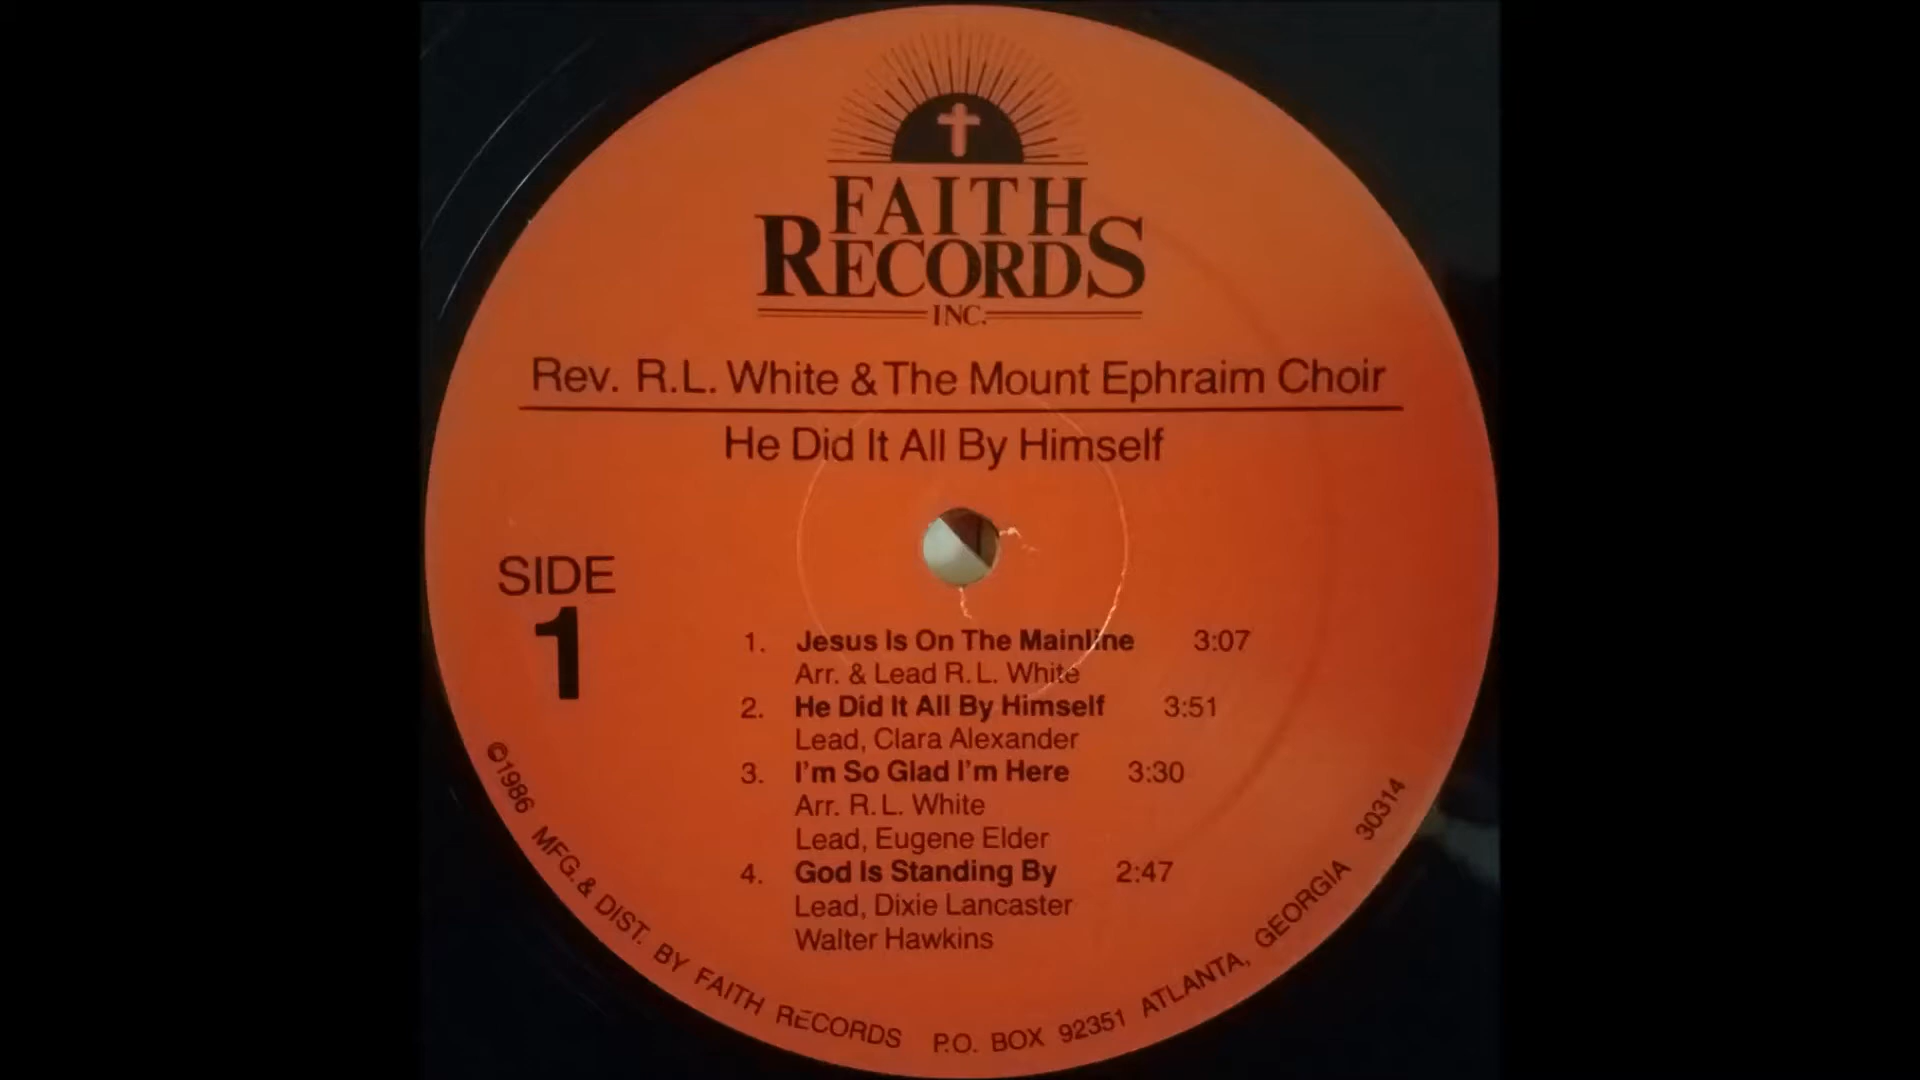 FAITH
RECORDS
INC.
Rev. R.L. White & The Mount Ephraim Choir
He Did It All By Himself
SIDE
1
1. Jesus Is On The Mainline 3:07
Arr. & Lead R.L. White
2. He Did It All By Himself 3:51
Lead, Clara Alexander
3. I'm So Glad I'm Here 3:30
Arr. R.L. White
Lead, Eugene Elder
4. God Is Standing By 2:47
Lead, Dixie Lancaster
Walter Hawkins
©1986 MFG.& DIST. BY FAITH RECORDS P.O. BOX 92351 ATLANTA, GEORGIA 30314